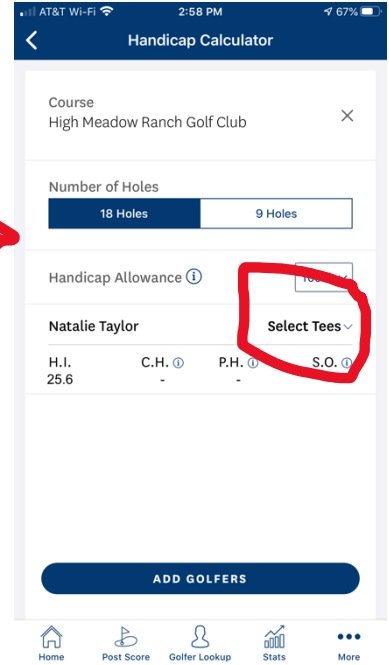 AT&T Wi-Fi 2:58 PM 67%
Handicap Calculator
Course
High Meadow Ranch Golf Club
Number of Holes
18 Holes 9 Holes
Handicap Allowance
Natalie Taylor Select Tees
H.I. C.H. P.H. S.O.
25.6 - -
ADD GOLFERS
Home Post Score Golfer Lookup Stats More